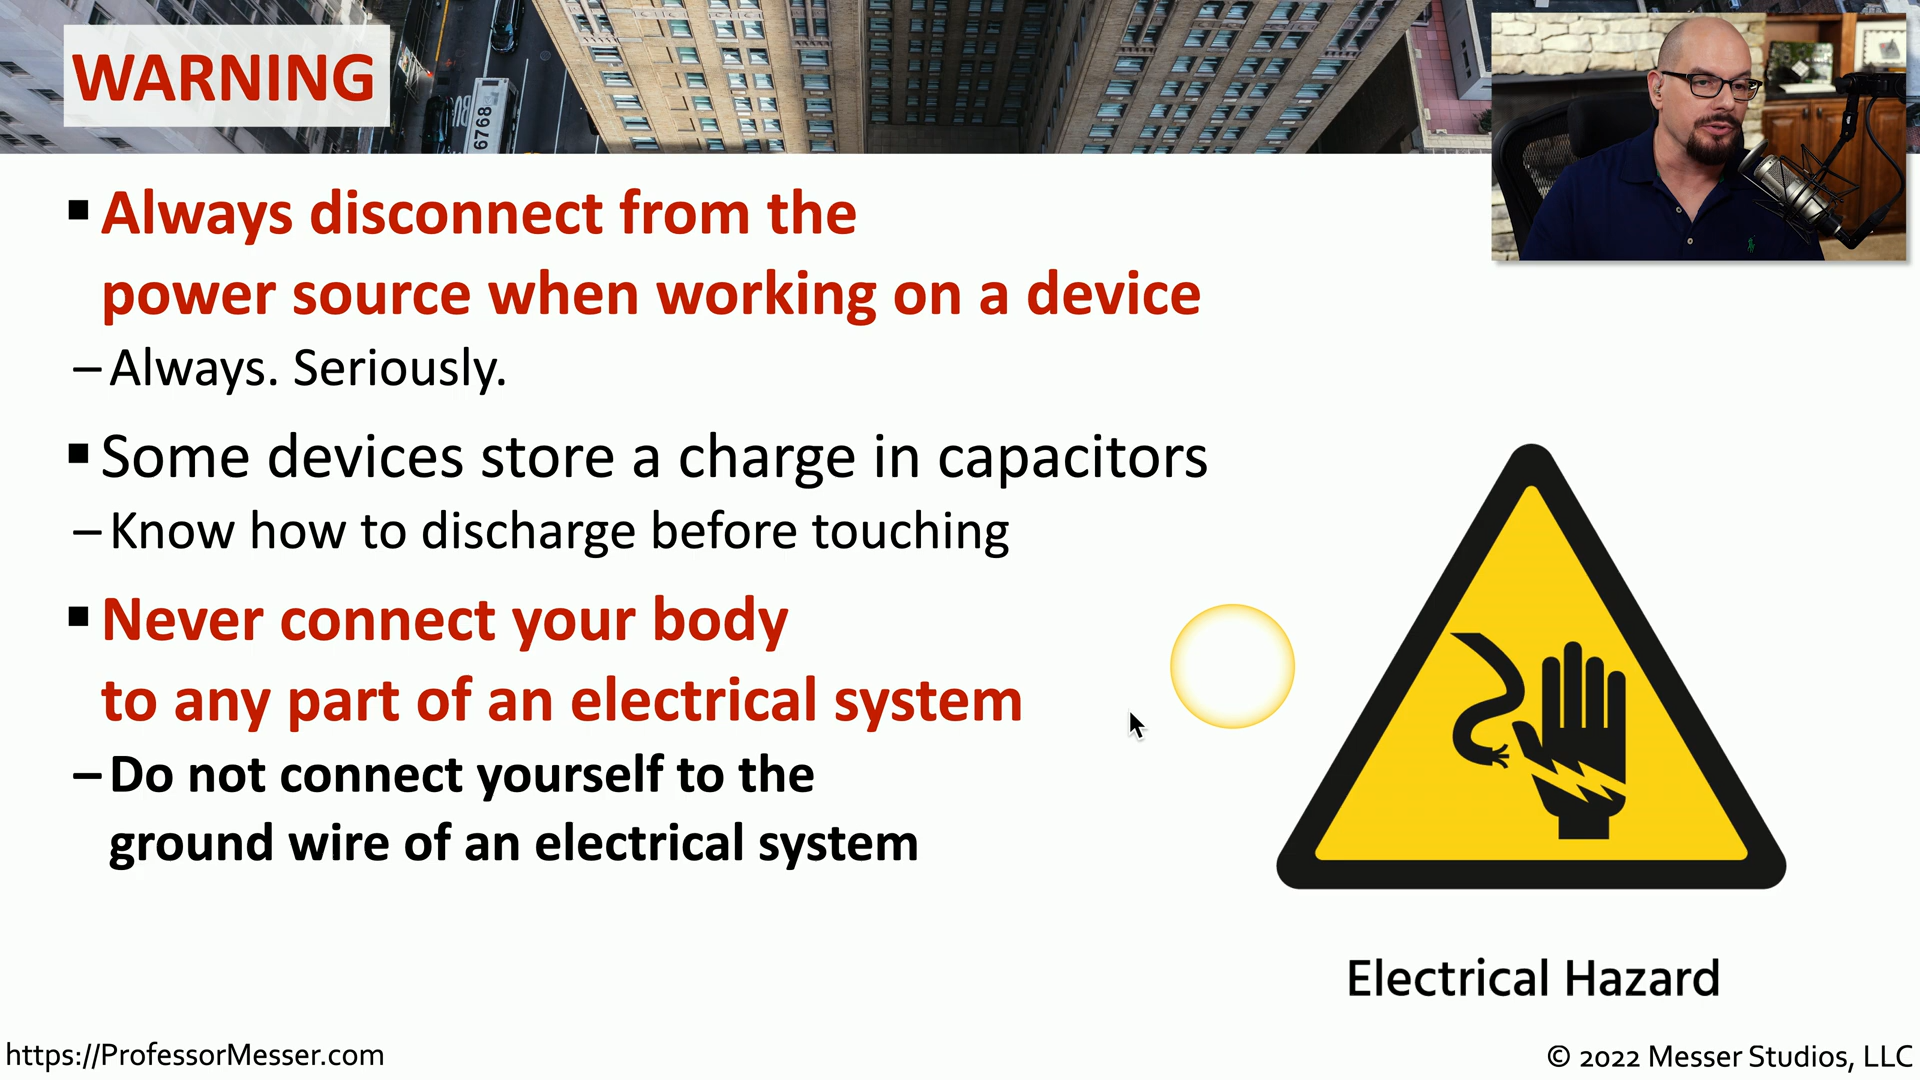 WARNING
6768
▪ Always disconnect from the
power source when working on a device
– Always. Seriously.
▪ Some devices store a charge in capacitors
– Know how to discharge before touching
▪ Never connect your body
to any part of an electrical system
– Do not connect yourself to the
ground wire of an electrical system
Electrical Hazard
https://ProfessorMesser.com
© 2022 Messer Studios, LLC